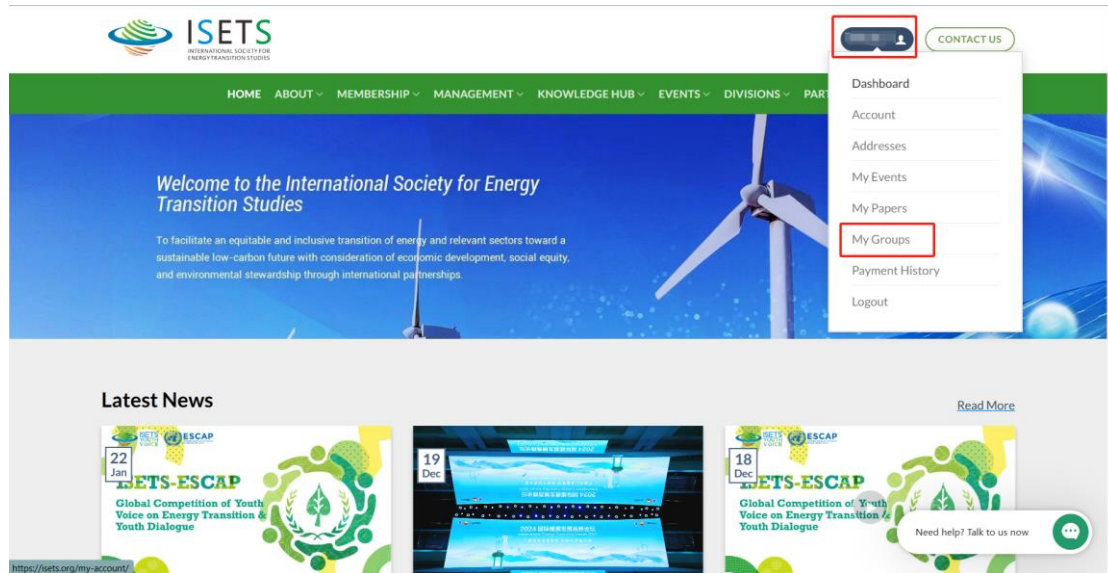 ISETS
INTERNATIONAL SOCIETY FOR
ENERGY TRANSITION STUDIES
CONTACT US
HOME ABOUT MEMBERSHIP MANAGEMENT KNOWLEDGE HUB EVENTS DIVISIONS PART
Dashboard
Account
Addresses
My Events
My Papers
My Groups
Payment History
Logout
Welcome to the International Society for Energy
Transition Studies
To facilitate an equitable and inclusive transition of energy and relevant sectors toward a
sustainable low-carbon future with consideration of economic development, social equity,
and environmental stewardship through international partnerships.
Latest News
Read More
22
Jan
ISETS
YOUTH
VOICE
ESCAP
ISETS-ESCAP
Global Competition of Youth
Voice on Energy Transition &
Youth Dialogue
19
Dec
18
Dec
ISETS
YOUTH
VOICE
ESCAP
ISETS-ESCAP
Global Competition of Youth
Voice on Energy Transition &
Youth Dialogue
Need help? Talk to us now
https://isets.org/my-account/